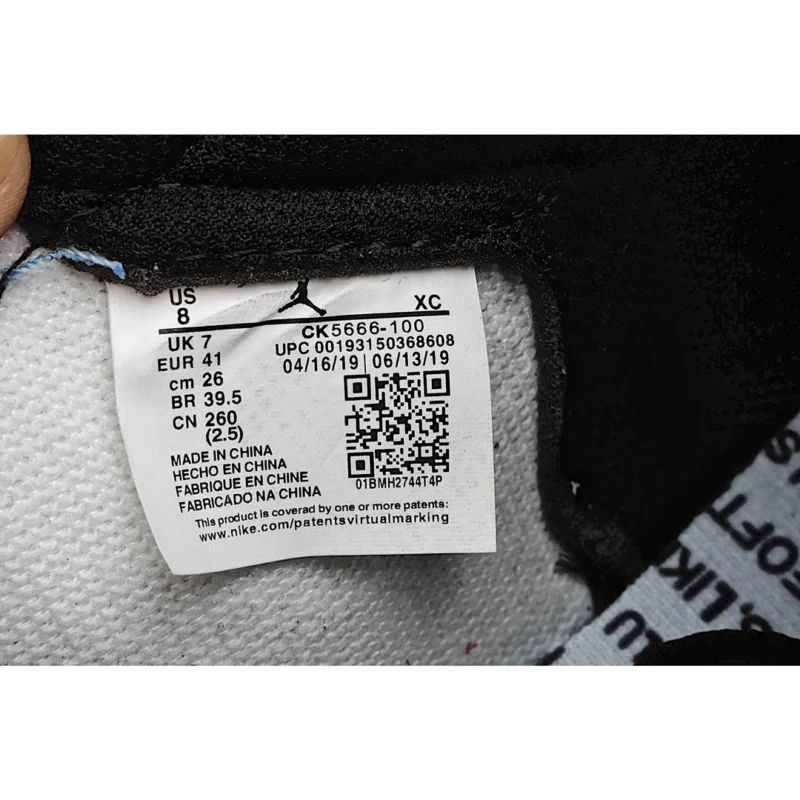 US
8
XC
CK5666-100
UK 7
UPC 00193150368608
EUR 41
04/16/19 | 06/13/19
cm 26
BR 39.5
CN 260
(2.5)
MADE IN CHINA
HECHO EN CHINA
FABRIQUE EN CHINE
FABRICADO NA CHINA
01BMH2744T4P
This product is coverad by one or more patents:
www.nike.com/patentsvirtualmarking